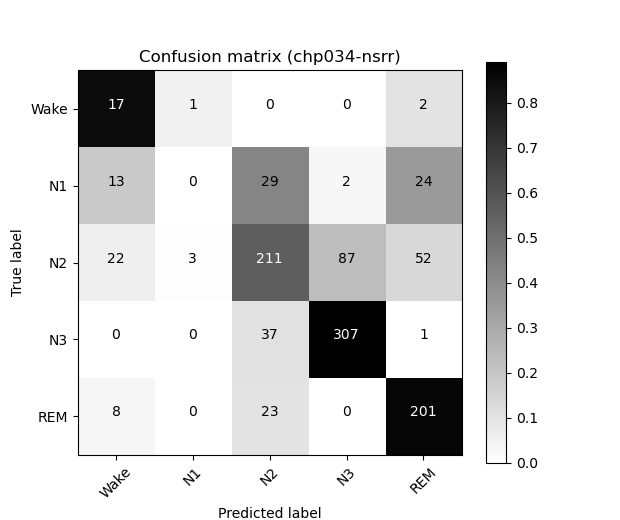 Confusion matrix (chp034-nsrr)
Wake 17 1 0 0 2
N1 13 0 29 2 24
N2 22 3 211 87 52
N3 0 0 37 307 1
REM 8 0 23 0 201
Wake N1 N2 N3 REM
Predicted label
True label
0.8
0.7
0.6
0.5
0.4
0.3
0.2
0.1
0.0